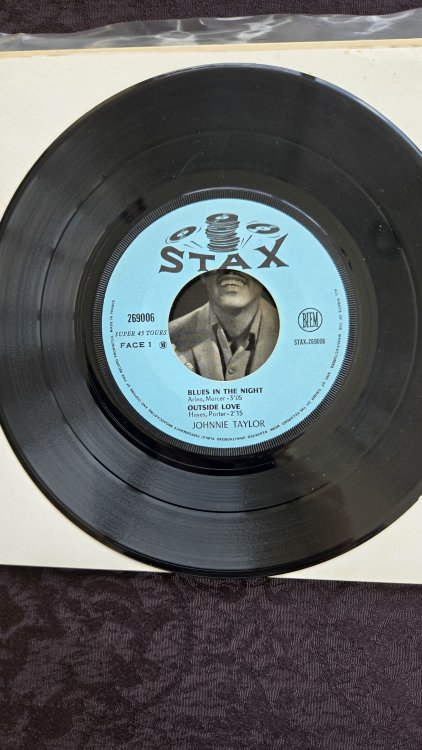 STAX
269006
SUPER 45 TOURS
FACE 1
BIEM
STAX-269006
BLUES IN THE NIGHT
Arlen, Mercer - 3'05
OUTSIDE LOVE
Hayes, Porter - 2'15
JOHNNIE TAYLOR